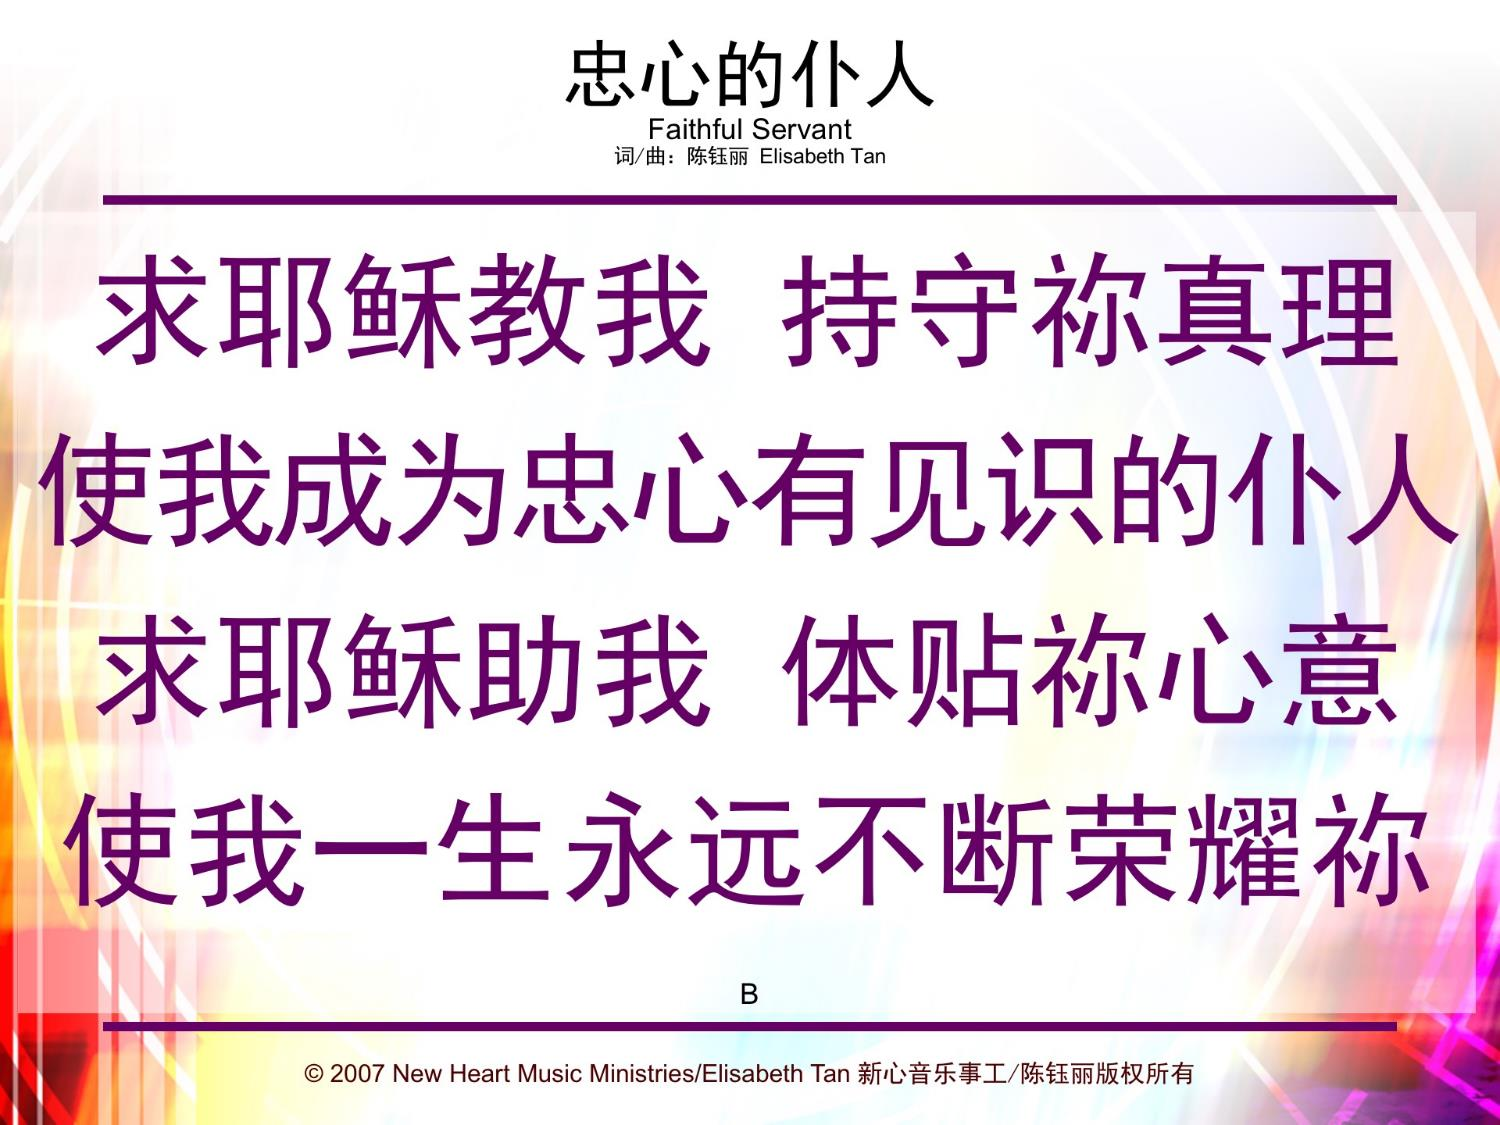 忠心的仆人
Faithful Servant
词/曲：陈钰丽 Elisabeth Tan
求耶稣教我 持守祢真理
使我成为忠心有见识的仆人
求耶稣助我 体贴祢心意
使我一生永远不断荣耀祢
B
© 2007 New Heart Music Ministries/Elisabeth Tan 新心音乐事工/陈钰丽版权所有